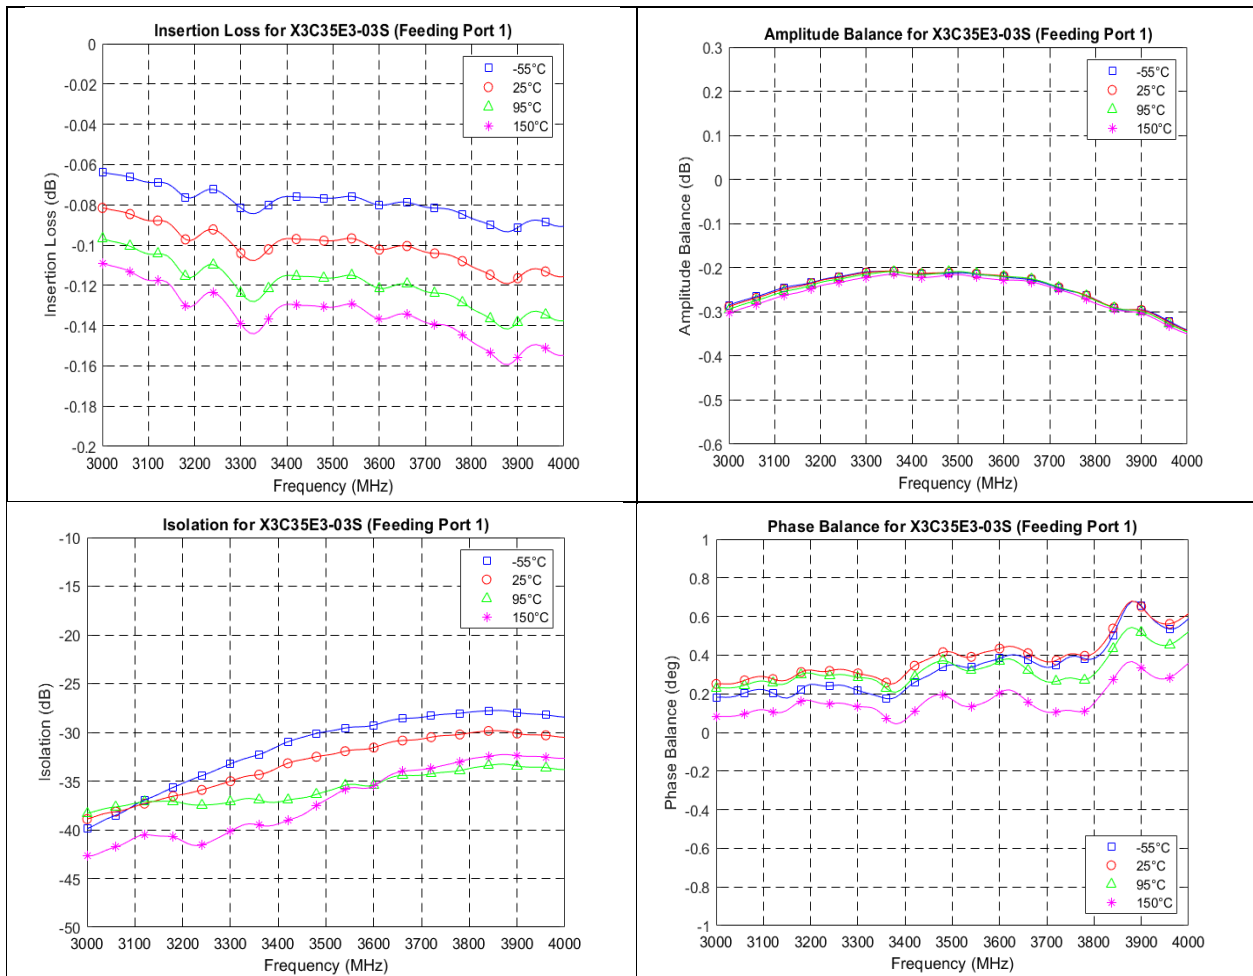 Insertion Loss for X3C35E3-03S (Feeding Port 1)
0
-0.02
-0.04
-0.06
-0.08
-0.1
-0.12
-0.14
-0.16
-0.18
-0.2
Insertion Loss (dB)
-55°C
25°C
95°C
150°C
3000 3100 3200 3300 3400 3500 3600 3700 3800 3900 4000
Frequency (MHz)
Amplitude Balance for X3C35E3-03S (Feeding Port 1)
0.3
0.2
0.1
0
-0.1
-0.2
-0.3
-0.3
-0.4
-0.5
-0.6
Amplitude Balance (dB)
-55°C
25°C
95°C
150°C
3000 3100 3200 3300 3400 3500 3600 3700 3800 3900 4000
Frequency (MHz)
Isolation for X3C35E3-03S (Feeding Port 1)
-10
-15
-20
-25
-30
-35
-40
-45
-50
Isolation (dB)
-55°C
25°C
95°C
150°C
3000 3100 3200 3300 3400 3500 3600 3700 3800 3900 4000
Frequency (MHz)
Phase Balance for X3C35E3-03S (Feeding Port 1)
1
0.8
0.6
0.4
0.2
0
-0.2
-0.4
-0.6
-0.8
-1
Phase Balance (deg)
-55°C
25°C
95°C
150°C
3000 3100 3200 3300 3400 3500 3600 3700 3800 3900 4000
Frequency (MHz)